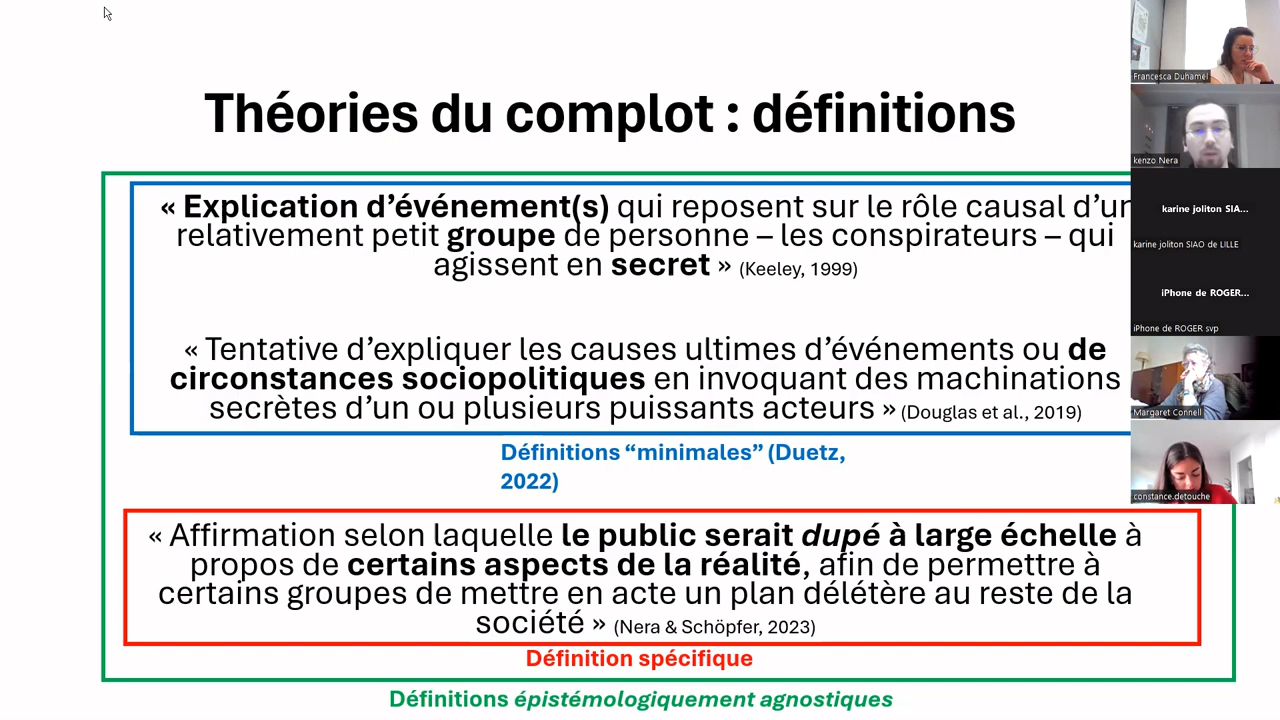 Théories du complot : définitions
« Explication d’événement(s) qui reposent sur le rôle causal d’un
relativement petit groupe de personne – les conspirateurs – qui
agissent en secret » (Keeley, 1999)
« Tentative d’expliquer les causes ultimes d’événements ou de
circonstances sociopolitiques en invoquant des machinations
secrètes d’un ou plusieurs puissants acteurs » (Douglas et al., 2019)
Définitions “minimales” (Duetz,
2022)
« Affirmation selon laquelle le public serait dupé à large échelle à
propos de certains aspects de la réalité, afin de permettre à
certains groupes de mettre en acte un plan délétère au reste de la
société » (Nera & Schöpfer, 2023)
Définition spécifique
Définitions épistémologiquement agnostiques
Francesca Duhamel
kenzo Nera
karine joliton SIA...
karine joliton SIAO de LILLE
iPhone de ROGER...
iPhone de ROGER svp
Margaret Connell
constance.detouche